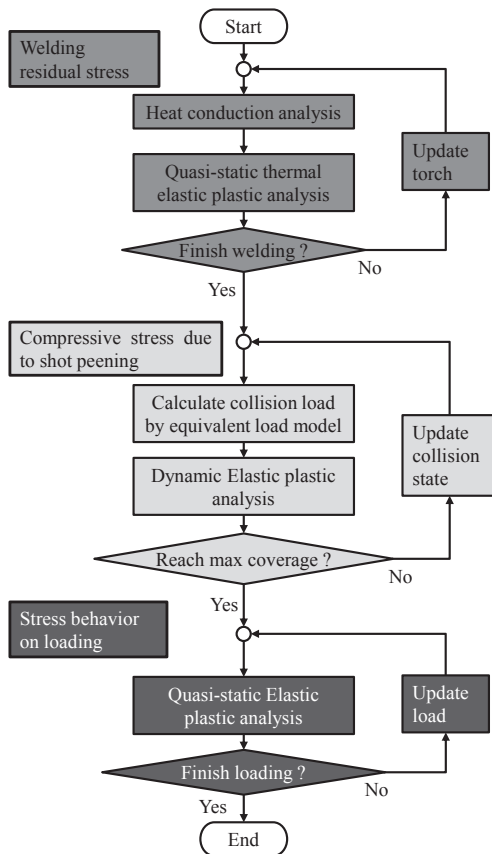 Start
Welding
residual stress
Heat conduction analysis
Quasi-static thermal
elastic plastic analysis
Update
torch
Finish welding ?
No
Yes
Compressive stress due
to shot peening
Calculate collision load
by equivalent load model
Update
collision
state
Dynamic Elastic plastic
analysis
Reach max coverage ?
No
Yes
Stress behavior
on loading
Quasi-static Elastic
plastic analysis
Update
load
Finish loading ?
No
Yes
End